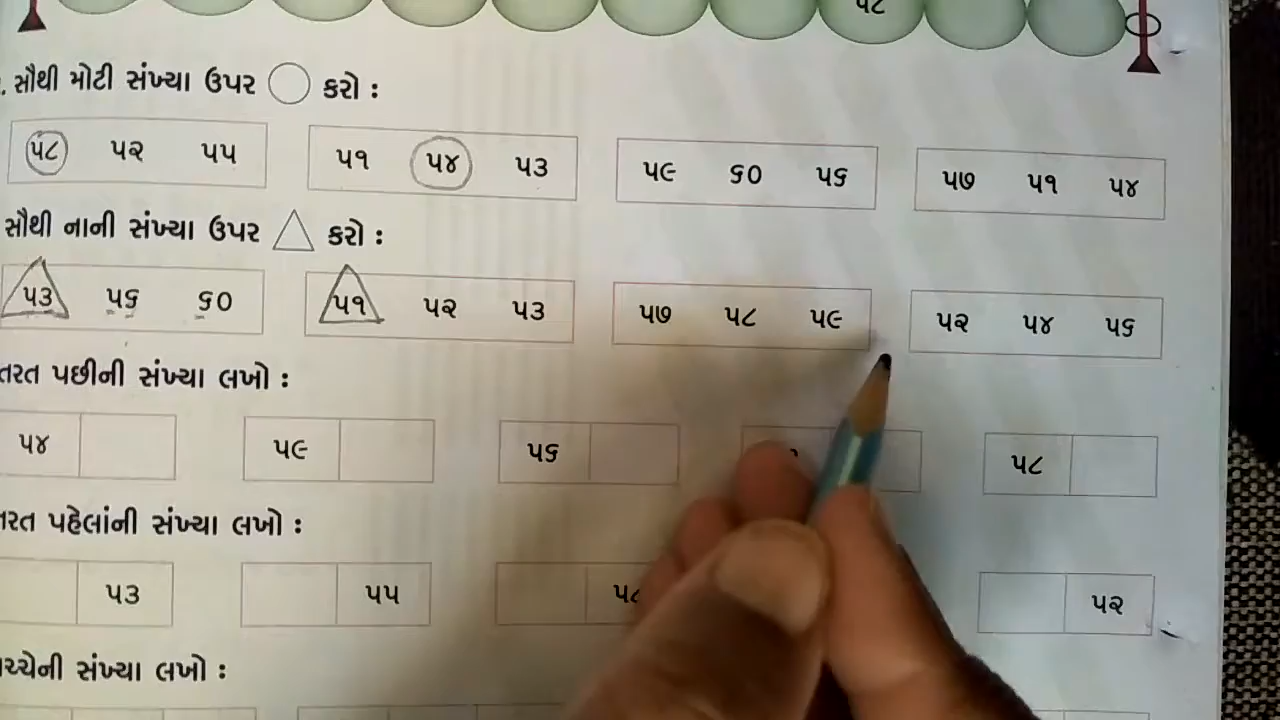 ૫૮
. સૌથી મોટી સંખ્યા ઉપર કરો :
૫૮ ૫૨ ૫૫ ૫૧ ૫૪ ૫૩ ૫૯ ૬૦ ૫૬ ૫૭ ૫૧ ૫૪
સૌથી નાની સંખ્યા ઉપર કરો :
૫૩ ૫૬ ૬૦ ૫૧ ૫૨ ૫૩ ૫૭ ૫૮ ૫૯ ૫૨ ૫૪ ૫૬
તરત પછીની સંખ્યા લખો :
૫૪ ૫૯ ૫૬ ૫૮
તરત પહેલાંની સંખ્યા લખો :
૫૩ ૫૫ ૫૨
ચ્ચેની સંખ્યા લખો :